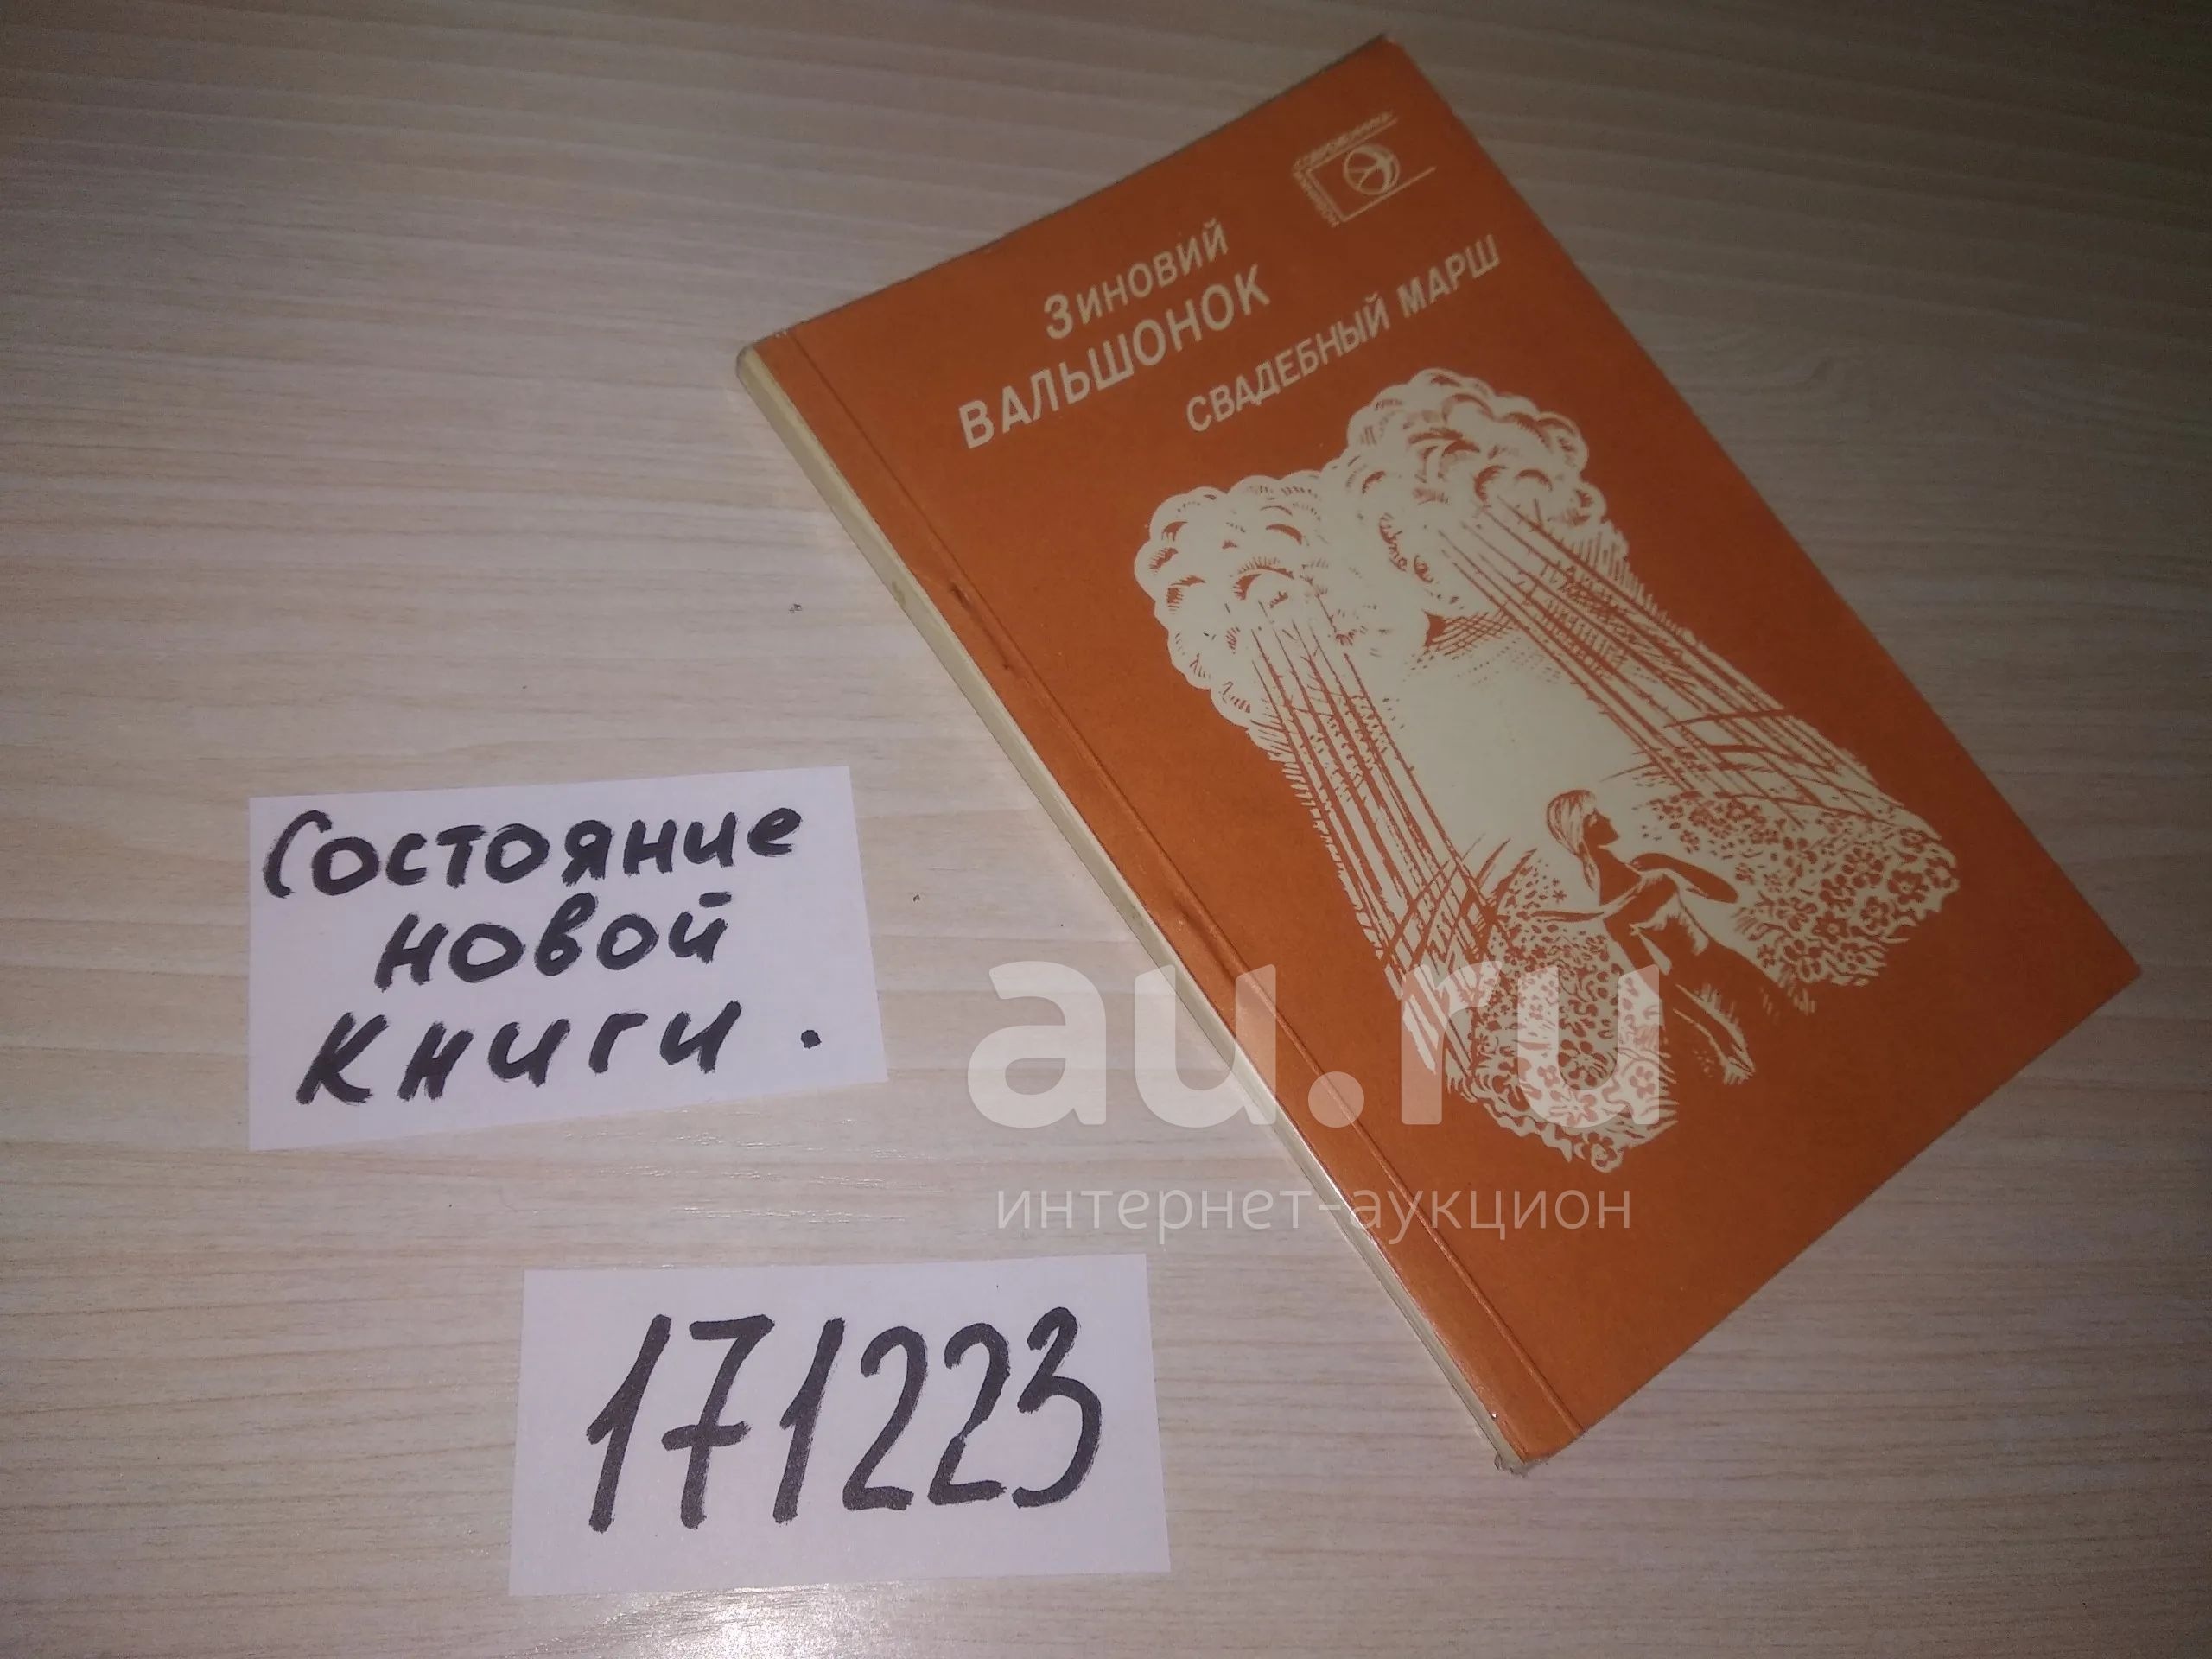 Зиновий
ВАЛЬШОНОК
СВАДЕБНЫЙ МАРШ
Состояние
новой
книги.
171223
au.ru
интернет-аукцион